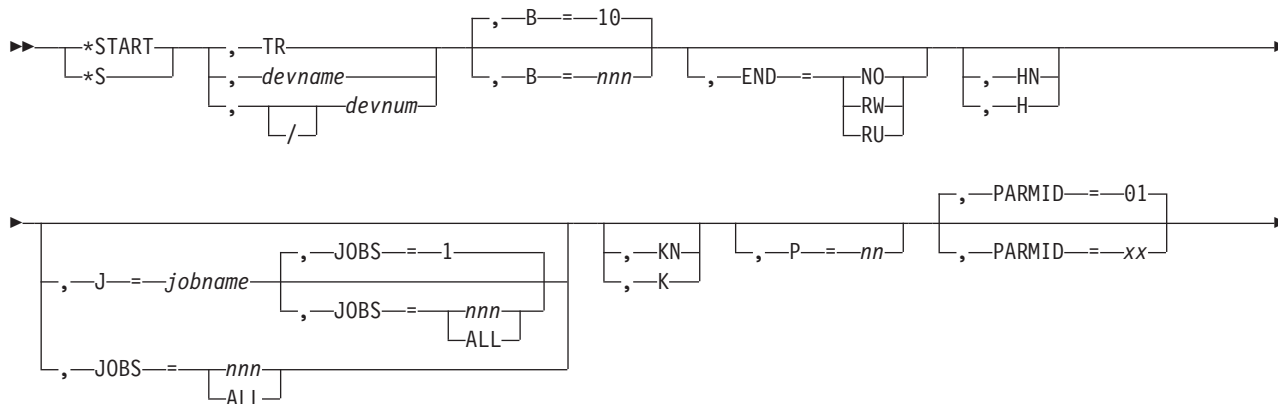 , B = 10
*START , TR
*S , devname , B = nnn , END = NO , HN
, / devnum RW , H
RU
, PARMID = 01
, JOBS = 1 , KN , P = nn , PARMID = xx
, J = jobname , K
, JOBS = nnn
ALL
, JOBS = nnn
ALL